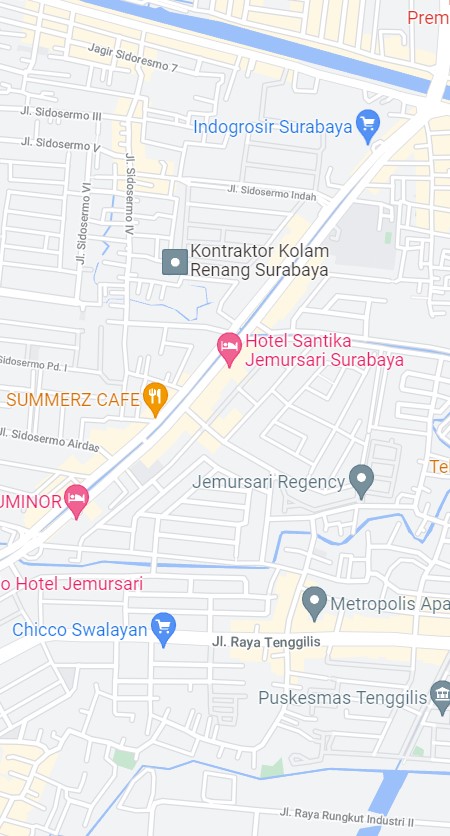 Prem
Jagir Sidoresmo 7
Jl. Sidosermo III
Indogrosir Surabaya
Jl. Sidosermo V
Jl. Sidosermo IV
Jl. Sidosermo VI
Jl. Sidosermo Indah
Kontraktor Kolam
Renang Surabaya
Hotel Santika
Jemursari Surabaya
Sidosermo Pd. I
SUMMERZ CAFE
Jl. Sidosermo Airdas
Te
Jemursari Regency
UMINOR
o Hotel Jemursari
Metropolis Apa
Chicco Swalayan
Jl. Raya Tenggilis
Puskesmas Tenggilis
Jl. Raya Rungkut Industri II